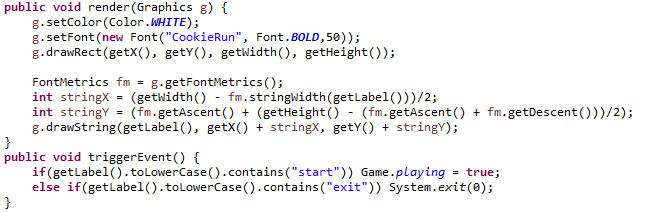 public void render(Graphics g) {
    g.setColor(Color.WHITE);
    g.setFont(new Font("CookieRun", Font.BOLD,50));
    g.drawRect(getX(), getY(), getWidth(), getHeight());

    FontMetrics fm = g.getFontMetrics();
    int stringX = (getWidth() - fm.stringWidth(getLabel()))/2;
    int stringY = (fm.getAscent() + (getHeight() - (fm.getAscent() + fm.getDescent()))/2);
    g.drawString(getLabel(), getX() + stringX, getY() + stringY);
}
public void triggerEvent() {
    if(getLabel().toLowerCase().contains("start")) Game.playing = true;
    else if(getLabel().toLowerCase().contains("exit")) System.exit(0);
}